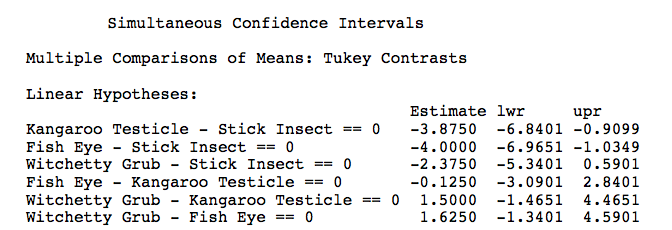 Simultaneous Confidence Intervals
Multiple Comparisons of Means: Tukey Contrasts
Linear Hypotheses:
Estimate lwr upr
Kangaroo Testicle - Stick Insect == 0 -3.8750 -6.8401 -0.9099
Fish Eye - Stick Insect == 0 -4.0000 -6.9651 -1.0349
Witchetty Grub - Stick Insect == 0 -2.3750 -5.3401 0.5901
Fish Eye - Kangaroo Testicle == 0 -0.1250 -3.0901 2.8401
Witchetty Grub - Kangaroo Testicle == 0 1.5000 -1.4651 4.4651
Witchetty Grub - Fish Eye == 0 1.6250 -1.3401 4.5901